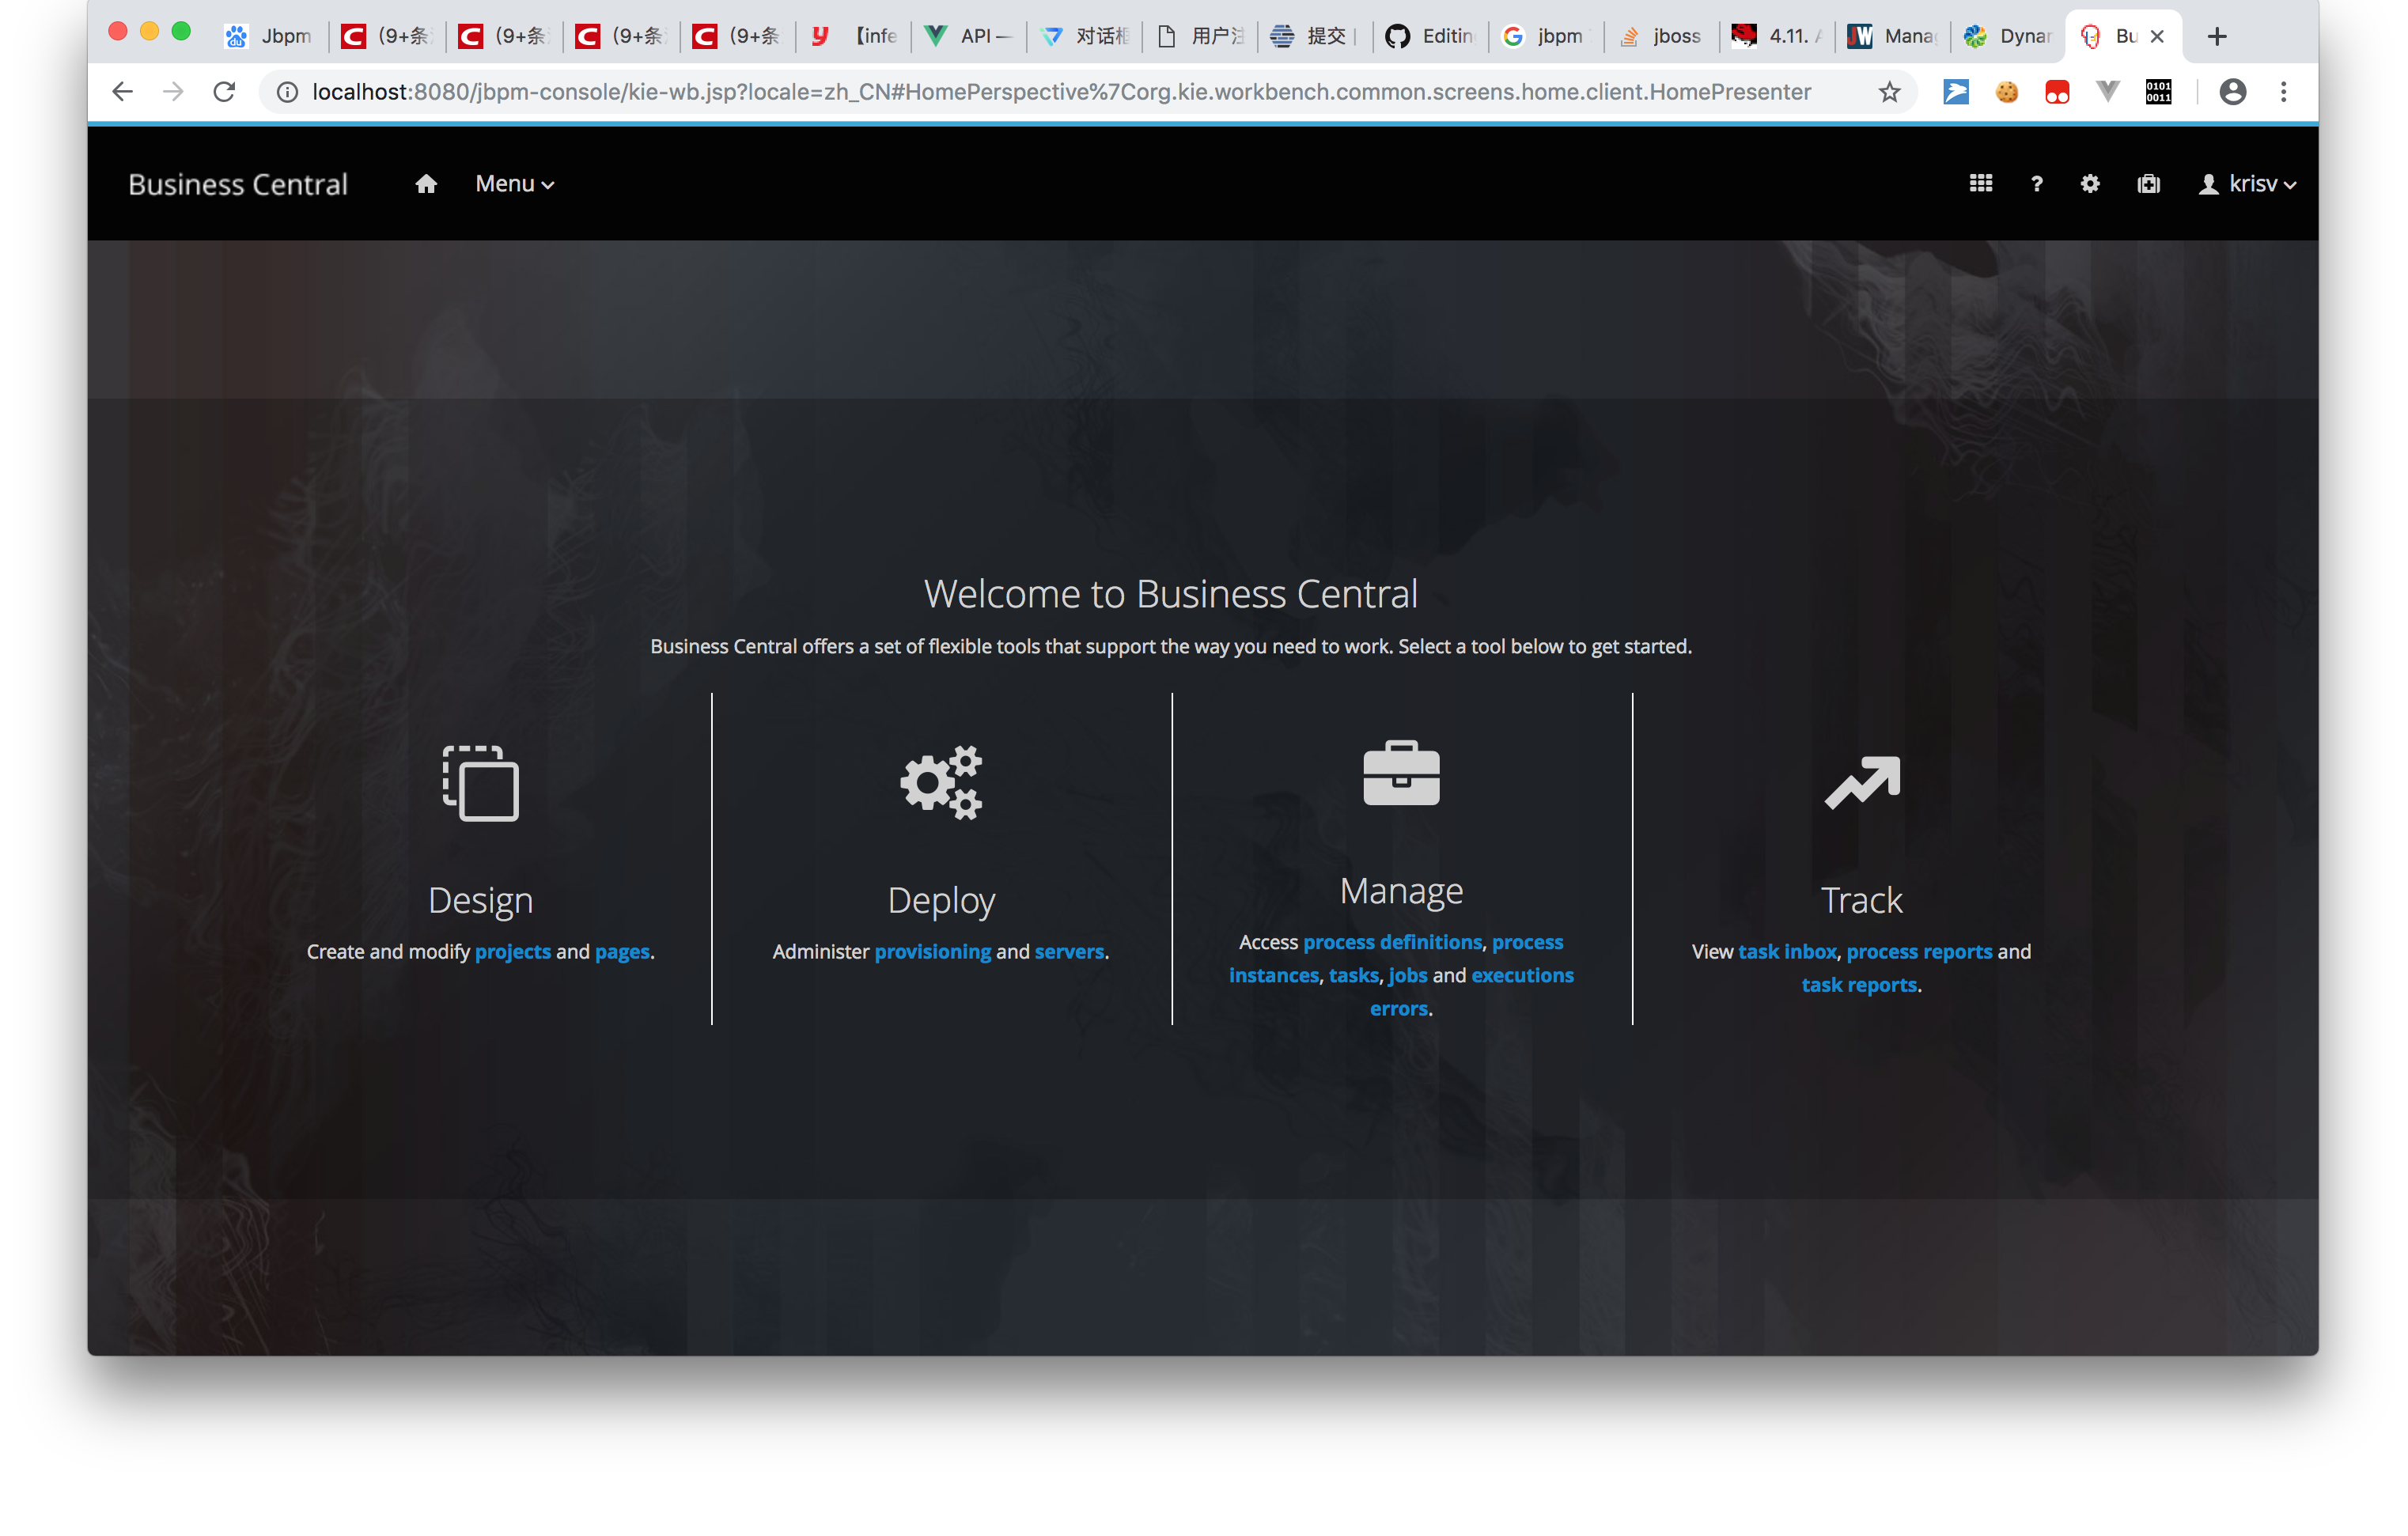 Jbpm (9+条 (9+条 (9+条 (9+条 【infe API — 对话框 用户注 提交 | Editin jbpm jboss 4.11. Mana Dynar Bu
localhost:8080/jbpm-console/kie-wb.jsp?locale=zh_CN#HomePerspective%7Corg.kie.workbench.common.screens.home.client.HomePresenter
Business Central Menu krisv
Welcome to Business Central
Business Central offers a set of flexible tools that support the way you need to work. Select a tool below to get started.
Design
Create and modify projects and pages.
Deploy
Administer provisioning and servers.
Manage
Access process definitions, process
instances, tasks, jobs and executions
errors.
Track
View task inbox, process reports and
task reports.